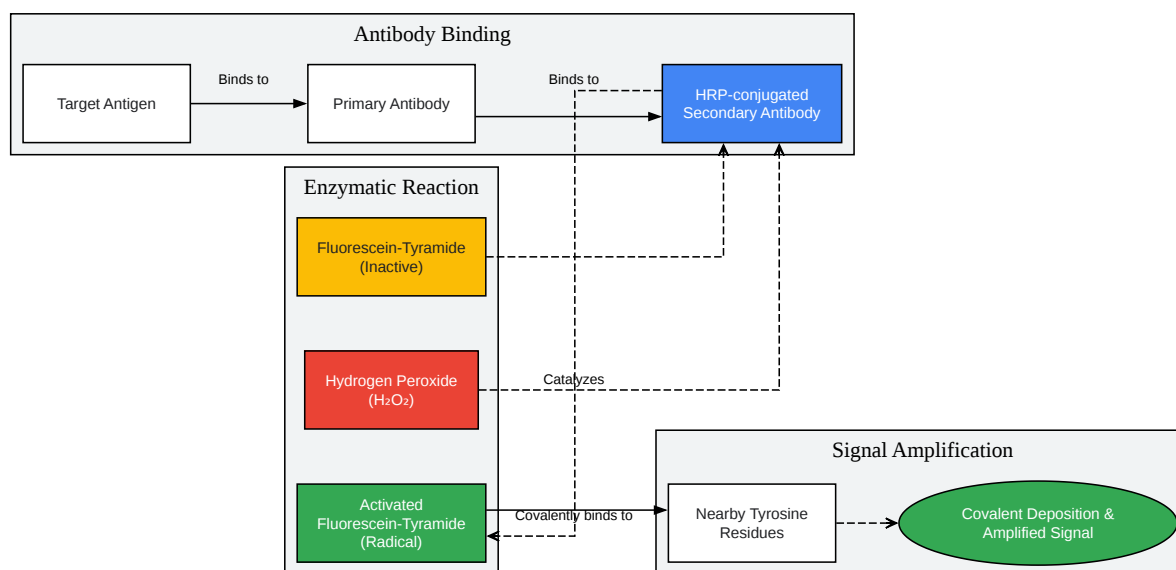 Antibody Binding
Target Antigen
Binds to
Primary Antibody
Binds to
HRP-conjugated
Secondary Antibody
Enzymatic Reaction
Fluorescein-Tyramide
(Inactive)
Hydrogen Peroxide
(H₂O₂)
Catalyzes
Activated
Fluorescein-Tyramide
(Radical)
Covalently binds to
Signal Amplification
Nearby Tyrosine
Residues
Covalent Deposition &
Amplified Signal